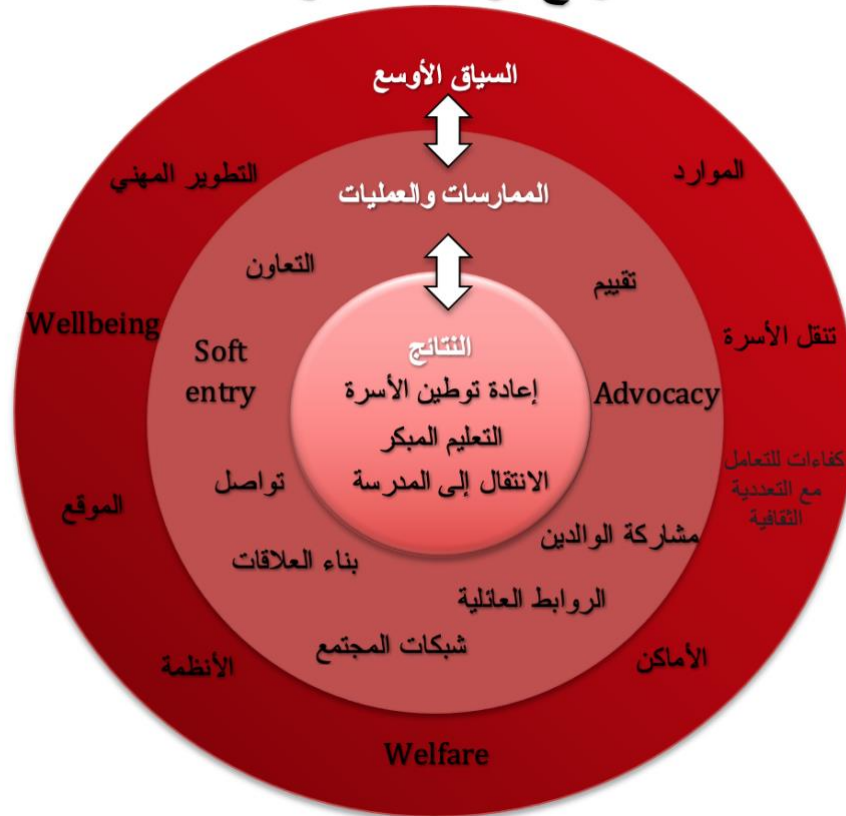 السياق الأوسع
التطوير المهني
الموارد
الممارسات والعمليات
التعاون
تقييم
Wellbeing
تنقل الأسرة
Soft
entry
Advocacy
النتائج
إعادة توطين الأسرة
التعليم المبكر
الانتقال إلى المدرسة
كفاءات للتعامل
مع التعددية
الثقافية
تواصل
الموقع
مشاركة الوالدين
بناء العلاقات
الروابط العائلية
شبكات المجتمع
الأنظمة
الأماكن
Welfare